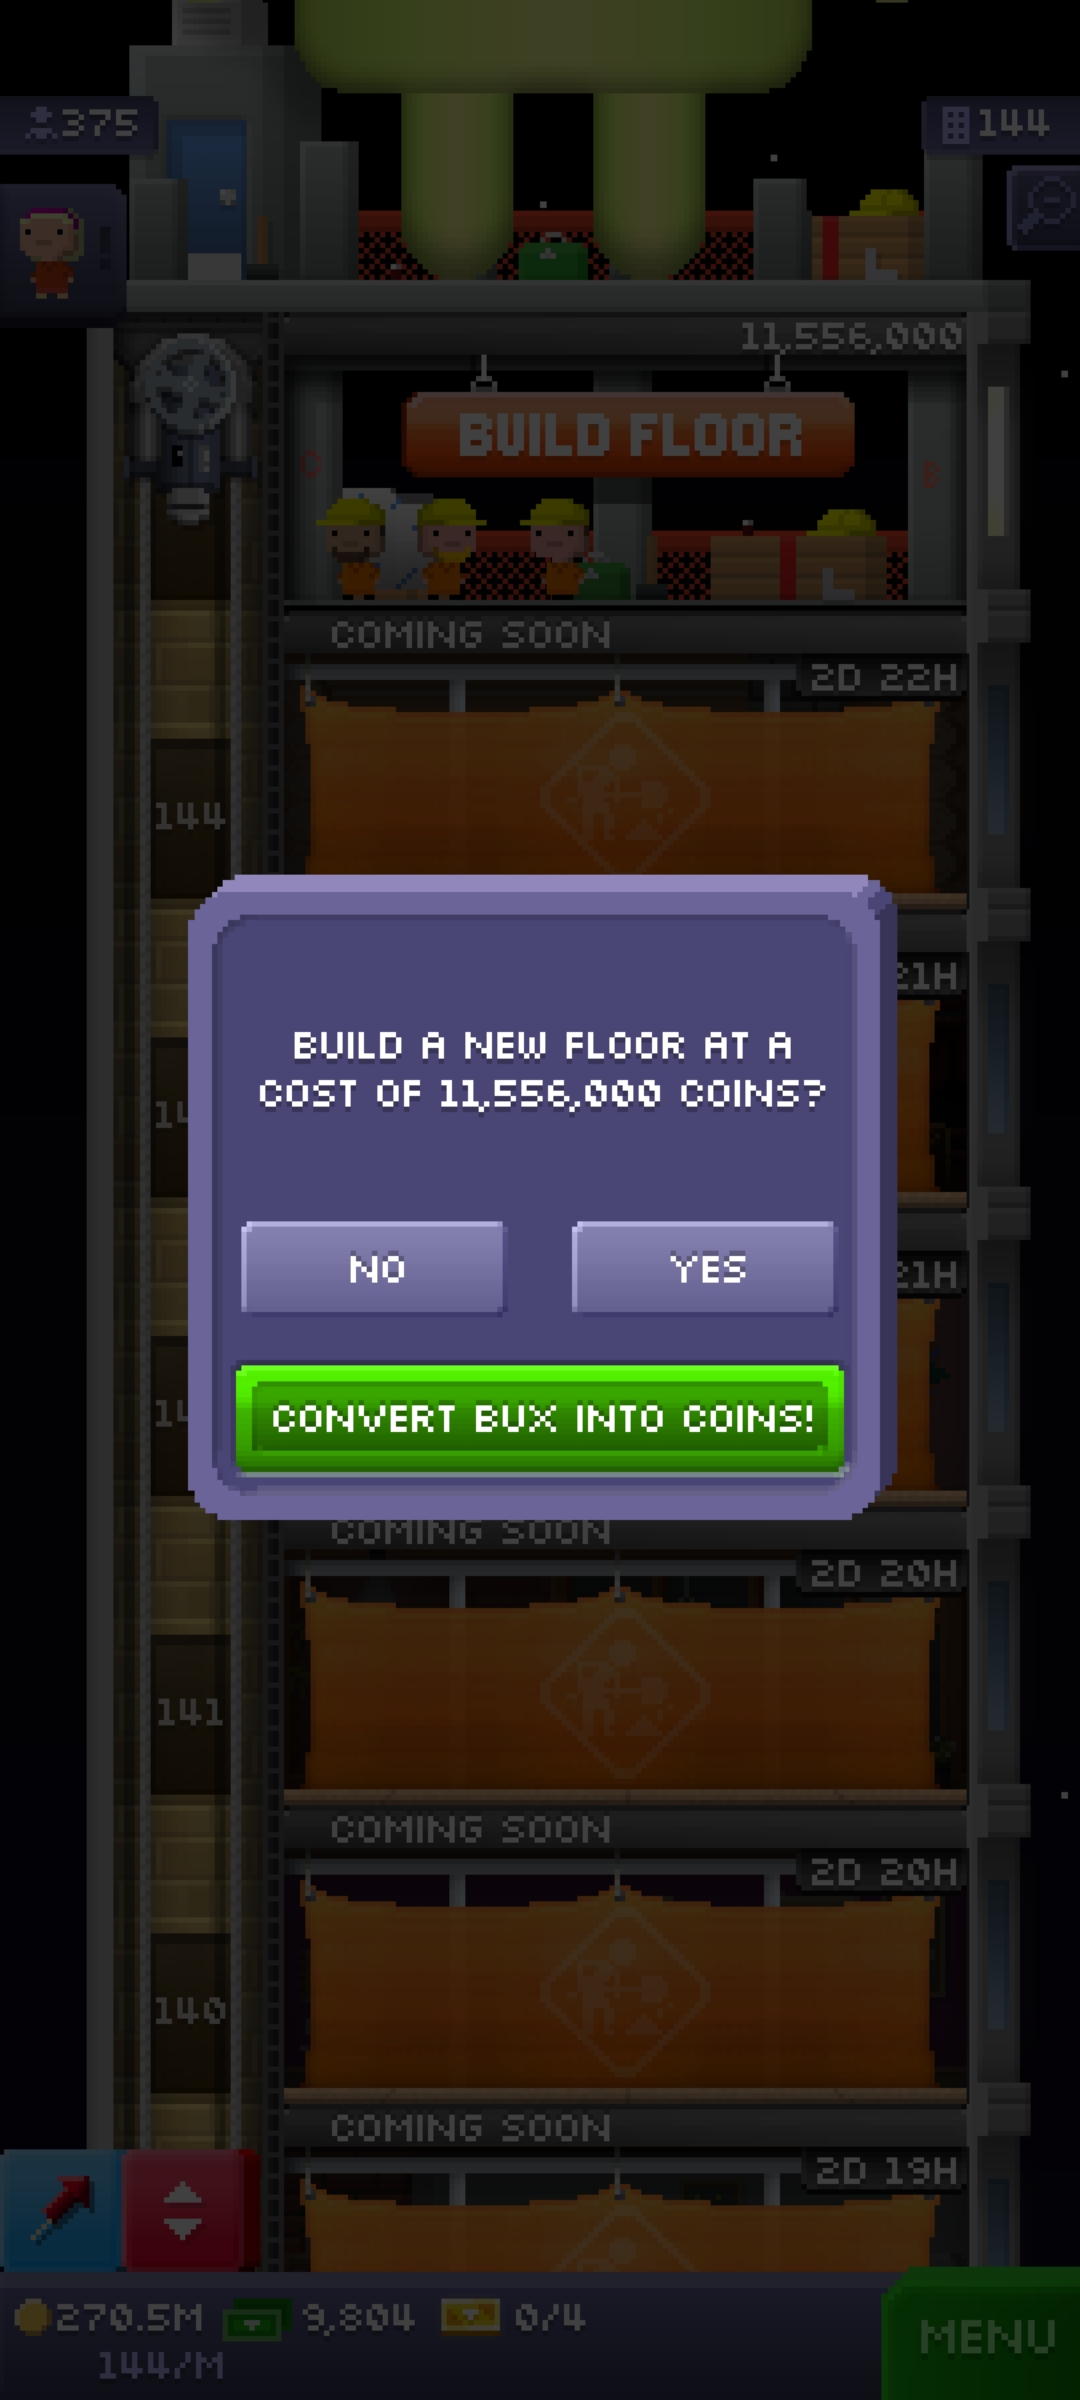 375
144
11,556,000
BUILD FLOOR
C
B
COMING SOON
2D 22H
144
21H
BUILD A NEW FLOOR AT A
COST OF 11,556,000 COINS?
14
NO
YES
21H
CONVERT BUX INTO COINS!
14
COMING SOON
2D 20H
141
COMING SOON
2D 20H
140
COMING SOON
2D 19H
270.5M
9,804
0/4
MENU
144/M